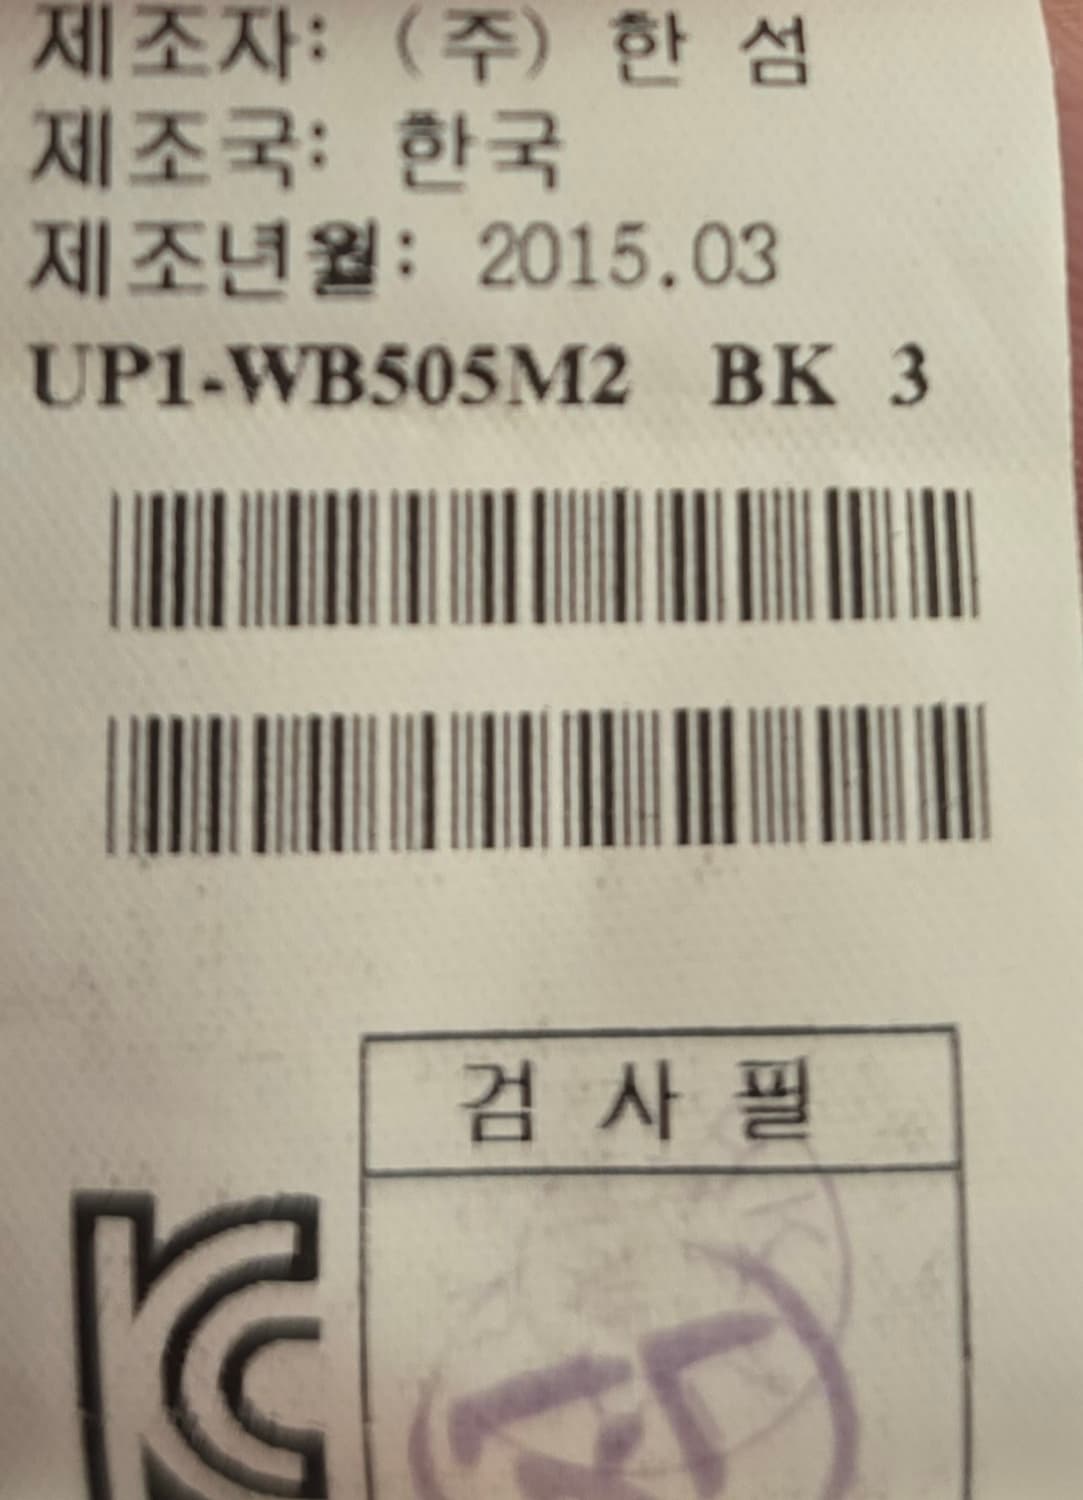 제조자: (주) 한 섬
제조국: 한국
제조년월: 2015.03
UP1-WB505M2 BK 3
검 사 필
KC